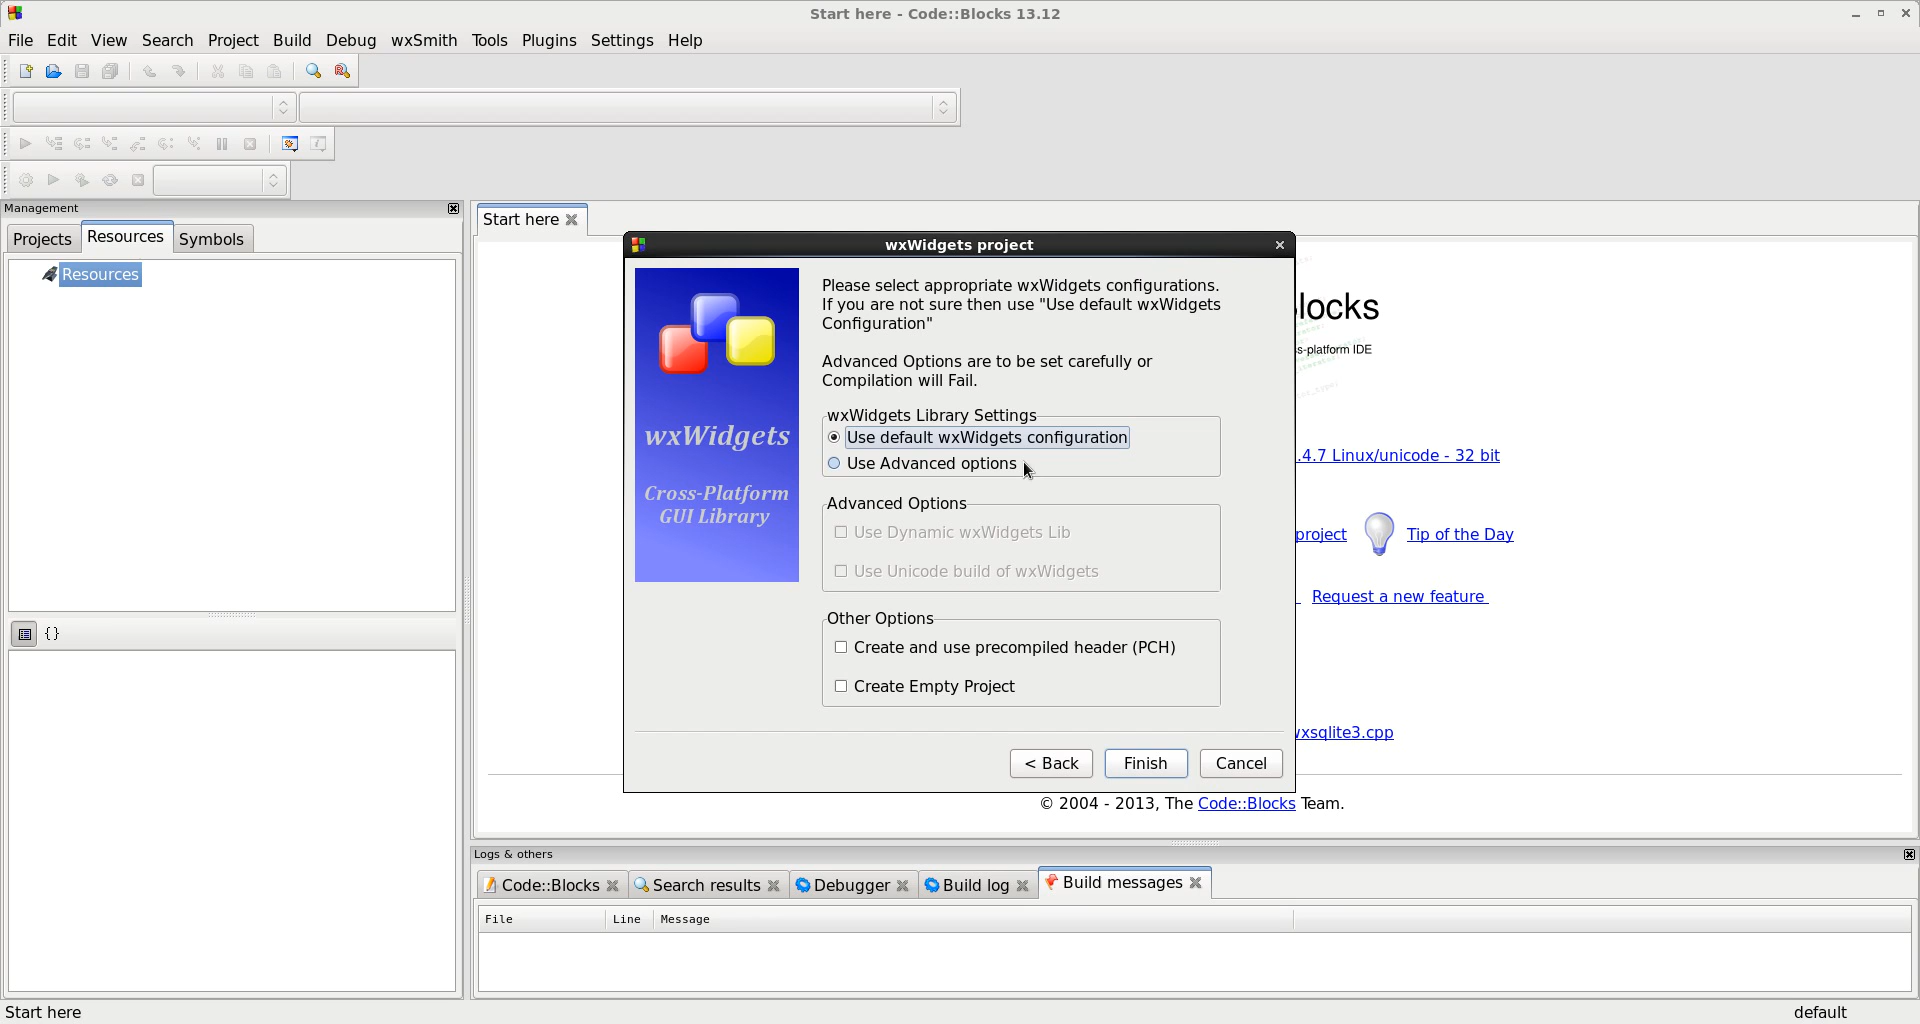 Start here - Code::Blocks 13.12
File Edit View Search Project Build Debug wxSmith Tools Plugins Settings Help
Management
Projects Resources Symbols
Resources
{}
Start here
wxWidgets project
Please select appropriate wxWidgets configurations.
If you are not sure then use "Use default wxWidgets
Configuration"
Advanced Options are to be set carefully or
Compilation will Fail.
wxWidgets Library Settings
Use default wxWidgets configuration
Use Advanced options
Advanced Options
Use Dynamic wxWidgets Lib
Use Unicode build of wxWidgets
Other Options
Create and use precompiled header (PCH)
Create Empty Project
< Back Finish Cancel
wxWidgets
Cross-Platform
GUI Library
locks
s-platform IDE
.4.7 Linux/unicode - 32 bit
project Tip of the Day
Request a new feature
wxsqlite3.cpp
© 2004 - 2013, The Code::Blocks Team.
Logs & others
Code::Blocks Search results Debugger Build log Build messages
File Line Message
Start here default